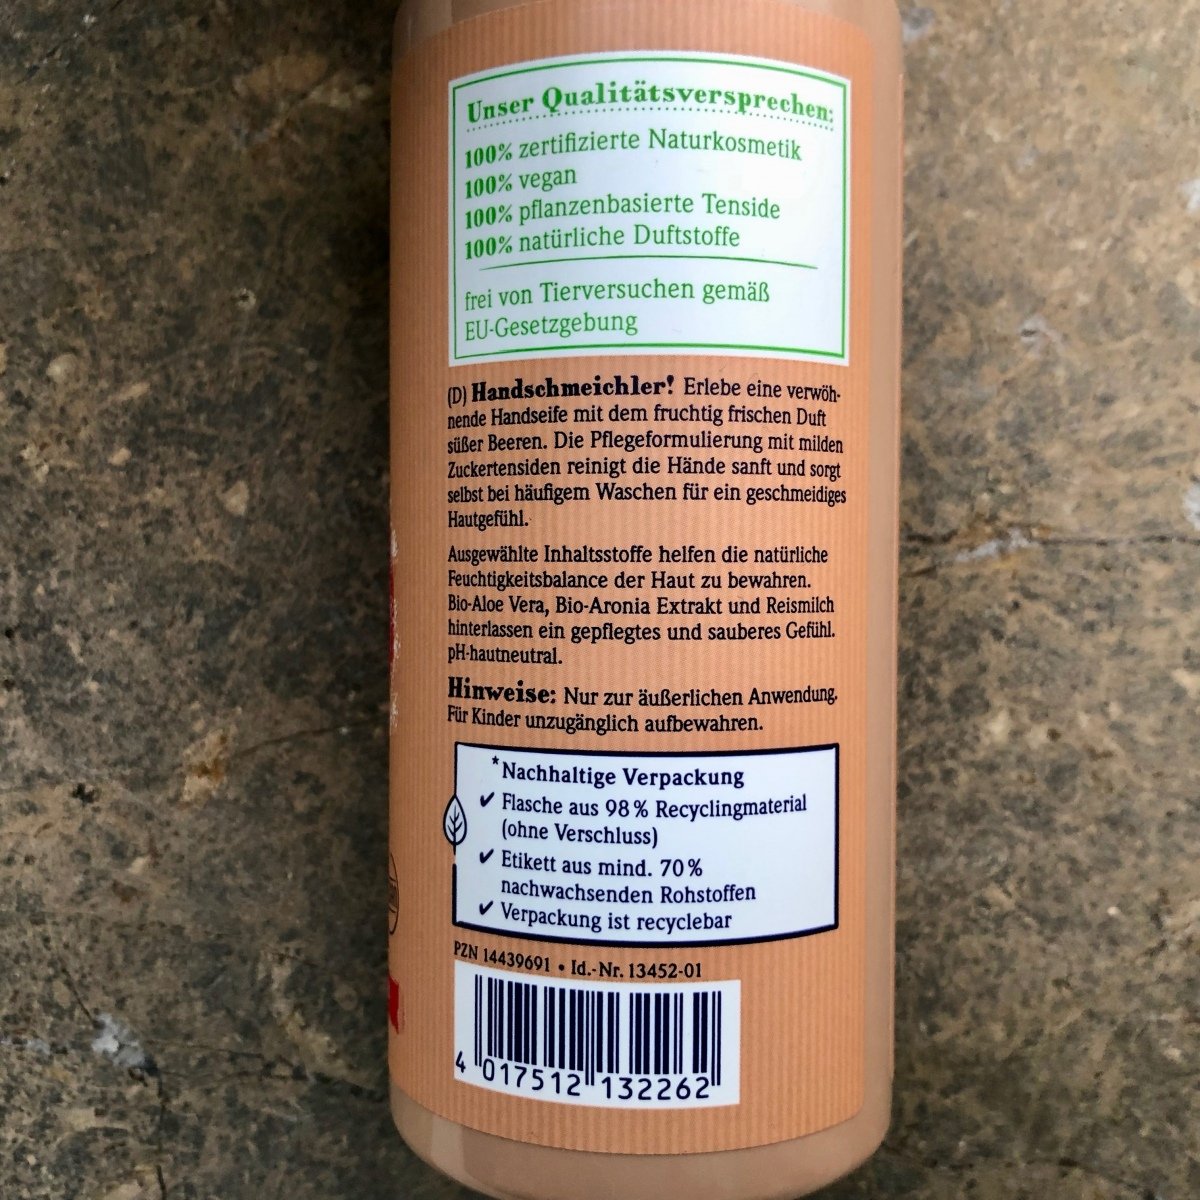 Unser Qualitätsversprechen:
100% zertifizierte Naturkosmetik
100% vegan
100% pflanzenbasierte Tenside
100% natürliche Duftstoffe
frei von Tierversuchen gemäß
EU-Gesetzgebung
(D) Handschmeichler! Erlebe eine verwöh-
nende Handseife mit dem fruchtig frischen Duft
süßer Beeren. Die Pflegeformulierung mit milden
Zuckertensiden reinigt die Hände sanft und sorgt
selbst bei häufigem Waschen für ein geschmeidiges
Hautgefühl.
Ausgewählte Inhaltsstoffe helfen die natürliche
Feuchtigkeitsbalance der Haut zu bewahren.
Bio-Aloe Vera, Bio-Aronia Extrakt und Reismilch
hinterlassen ein gepflegtes und sauberes Gefühl.
pH-hautneutral.
Hinweise: Nur zur äußerlichen Anwendung.
Für Kinder unzugänglich aufbewahren.
*Nachhaltige Verpackung
✔ Flasche aus 98% Recyclingmaterial
(ohne Verschluss)
✔ Etikett aus mind. 70%
nachwachsenden Rohstoffen
✔ Verpackung ist recyclebar
PZN 14439691 • Id.-Nr. 13452-01
4 017512 132262